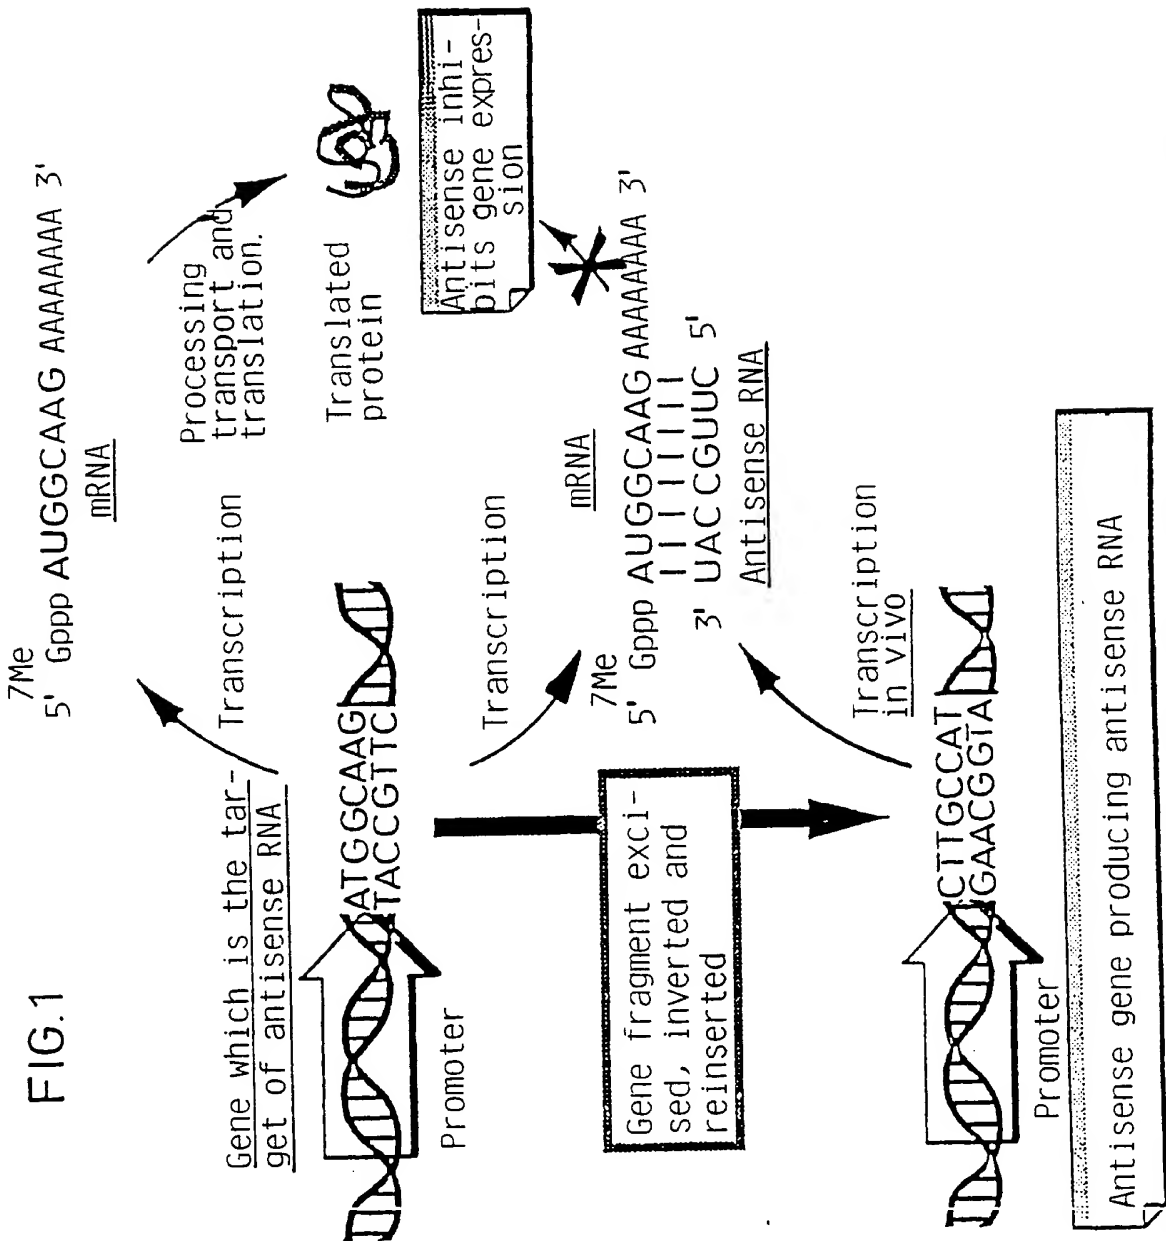 FIG.1
7Me
5' Gppp AUGGCAAG AAAAAAA 3'
mRNA
Transcription
Processing
transport and
translation.
Gene which is the tar-
get of antisense RNA
ATGGCAAG
TACCGTTC
Promoter
Translated
protein
Antisense inhi-
bits gene expres-
sion
Transcription
mRNA
7Me
5' Gppp AUGGCAAG AAAAAAA 3'
3' UACCGUUC 5'
Antisense RNA
Gene fragment exci-
sed, inverted and
reinserted
Transcription
in vivo
CTTGCCAT
GAACGGTA
Promoter
Antisense gene producing antisense RNA